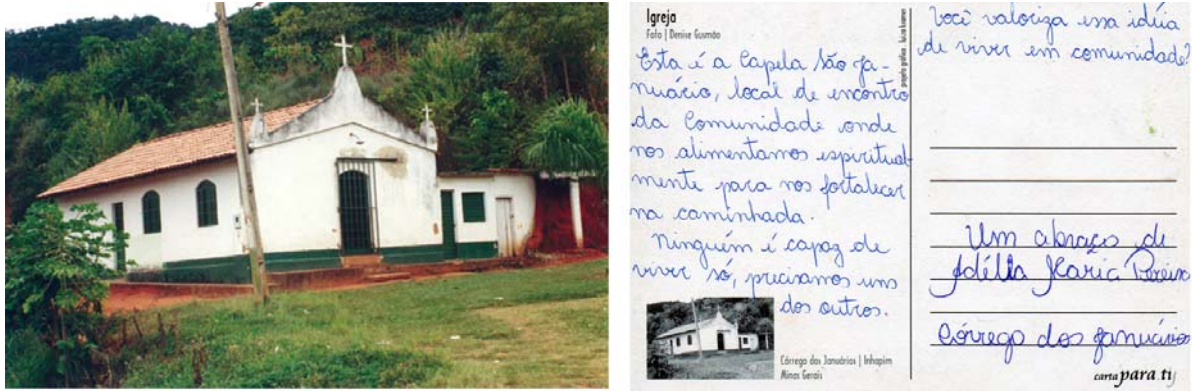 Igreja
Foto | Denise Gusmão
Esta é a Capela São Ja-
nuário, local de encontro
da Comunidade onde
nos alimentamos espiritual-
mente para nos fortalecer
na caminhada.
Ninguém é capaz de
viver só, precisamos uns
dos outros.
Córrego dos Januários | Inhapim
Minas Gerais
projeto gráfico
Você valoriza essa idéia
de viver em comunidade?
Um abraço de
Adélia Maria Pereira
Córrego dos Januários
carta para ti